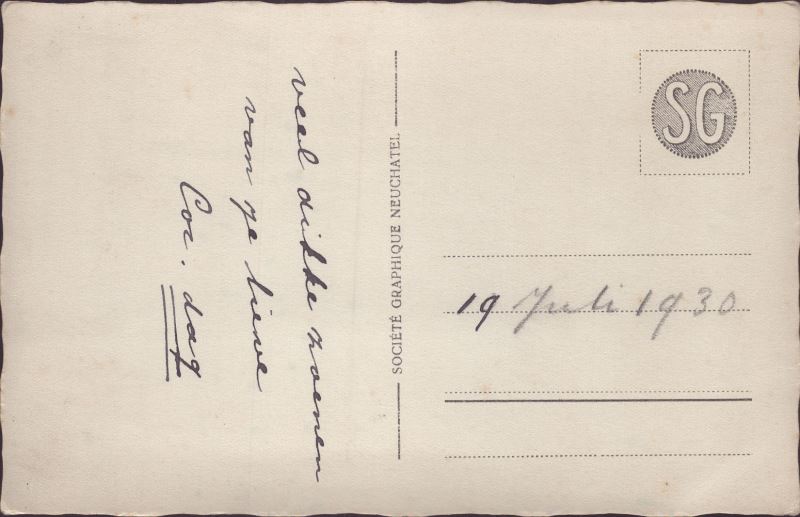 veel dikke zoenen
van je lieve
Cor. dag
SOCIÉTÉ GRAPHIQUE NEUCHATEL
SG
19 Juli 1930